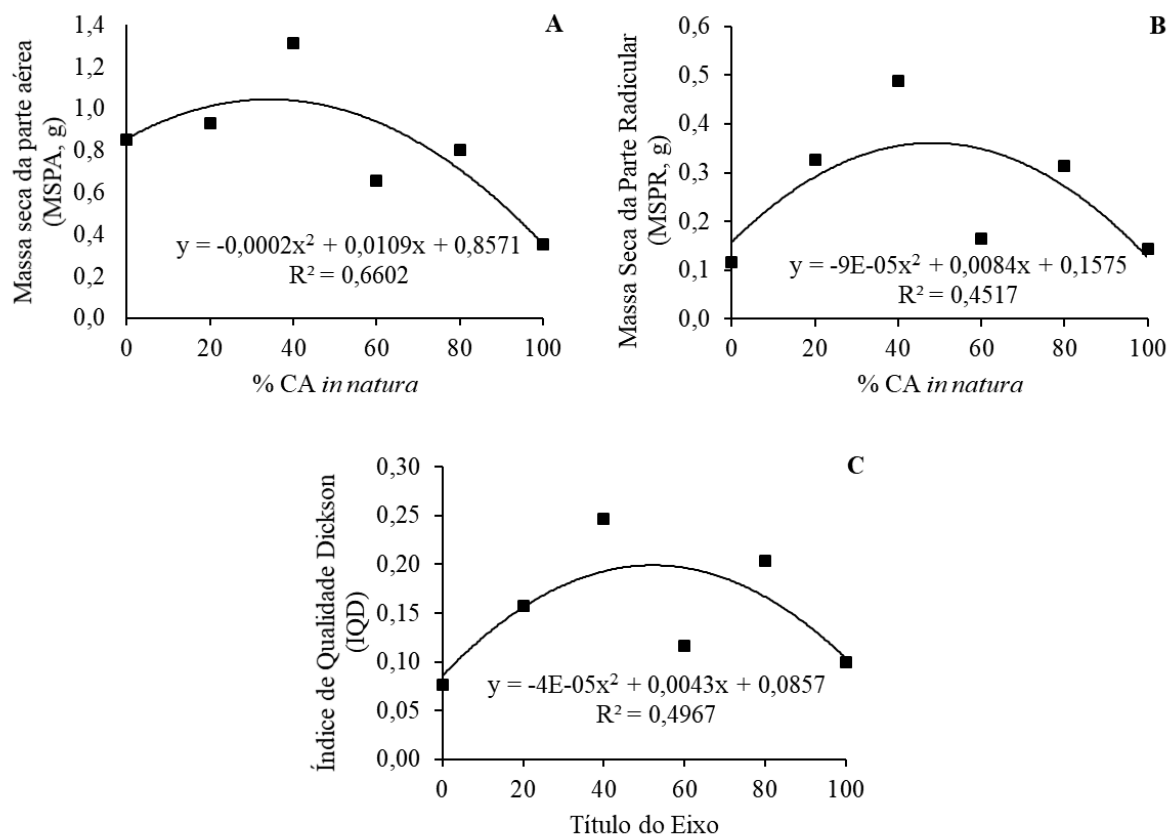 A
Massa seca da parte aérea
(MSPA, g)
1,4
1,2
1,0
0,8
0,6
0,4
0,2
0,0
y = -0,0002x² + 0,0109x + 0,8571
R² = 0,6602
0 20 40 60 80 100
% CA in natura
B
Massa Seca da Parte Radicular
(MSPR, g)
0,6
0,5
0,4
0,3
0,2
0,1
0,0
y = -9E-05x² + 0,0084x + 0,1575
R² = 0,4517
0 20 40 60 80 100
% CA in natura
C
Índice de Qualidade Dickson
(IQD)
0,30
0,25
0,20
0,15
0,10
0,05
0,00
y = -4E-05x² + 0,0043x + 0,0857
R² = 0,4967
0 20 40 60 80 100
Título do Eixo